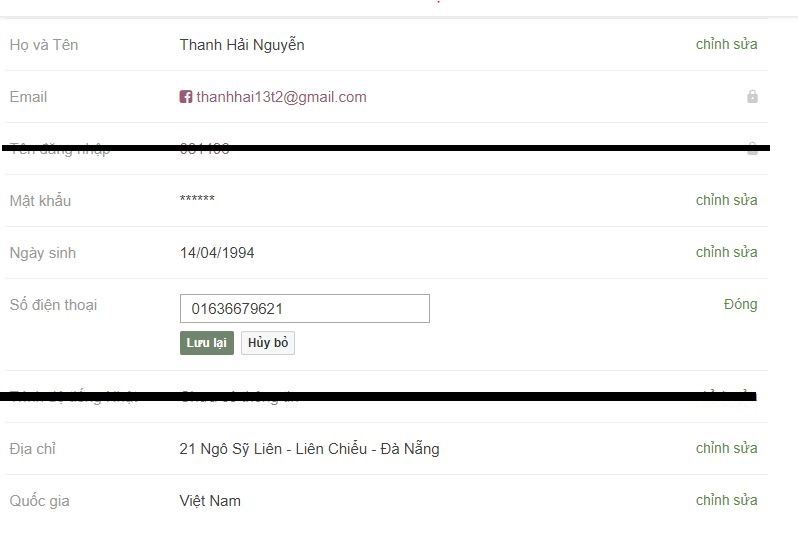 Họ và Tên Thanh Hải Nguyễn chỉnh sửa
Email thanhhai13t2@gmail.com
Mật khẩu ****** chỉnh sửa
Ngày sinh 14/04/1994 chỉnh sửa
Số điện thoại 01636679621 Đóng
Lưu lại Hủy bỏ
Địa chỉ 21 Ngô Sỹ Liên - Liên Chiểu - Đà Nẵng chỉnh sửa
Quốc gia Việt Nam chỉnh sửa